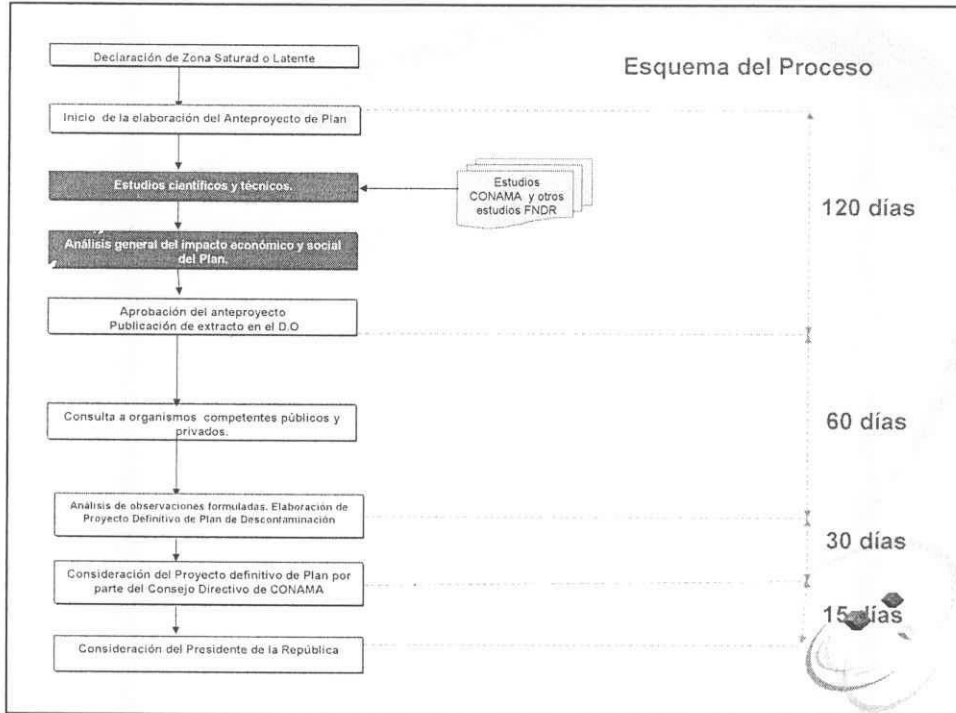 Declaración de Zona Saturad o Latente
Esquema del Proceso
Inicio de la elaboración del Anteproyecto de Plan
Estudios científicos y técnicos.
Estudios
CONAMA y otros
estudios FNDR
120 días
Análisis general del impacto económico y social
del Plan.
Aprobación del anteproyecto
Publicación de extracto en el D.O
Consulta a organismos competentes públicos y
privados.
60 días
Análisis de observaciones formuladas. Elaboración de
Proyecto Definitivo de Plan de Descontaminación
30 días
Consideración del Proyecto definitivo de Plan por
parte del Consejo Directivo de CONAMA
15 días
Consideración del Presidente de la República